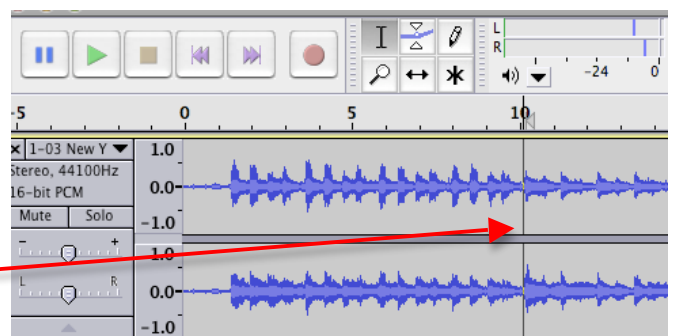 L
R
-24 0
-5 0 5 10
1-03 New Y 1.0
Stereo, 44100Hz
16-bit PCM 0.0
Mute Solo -1.0
- + 1.0
L R 0.0
-1.0